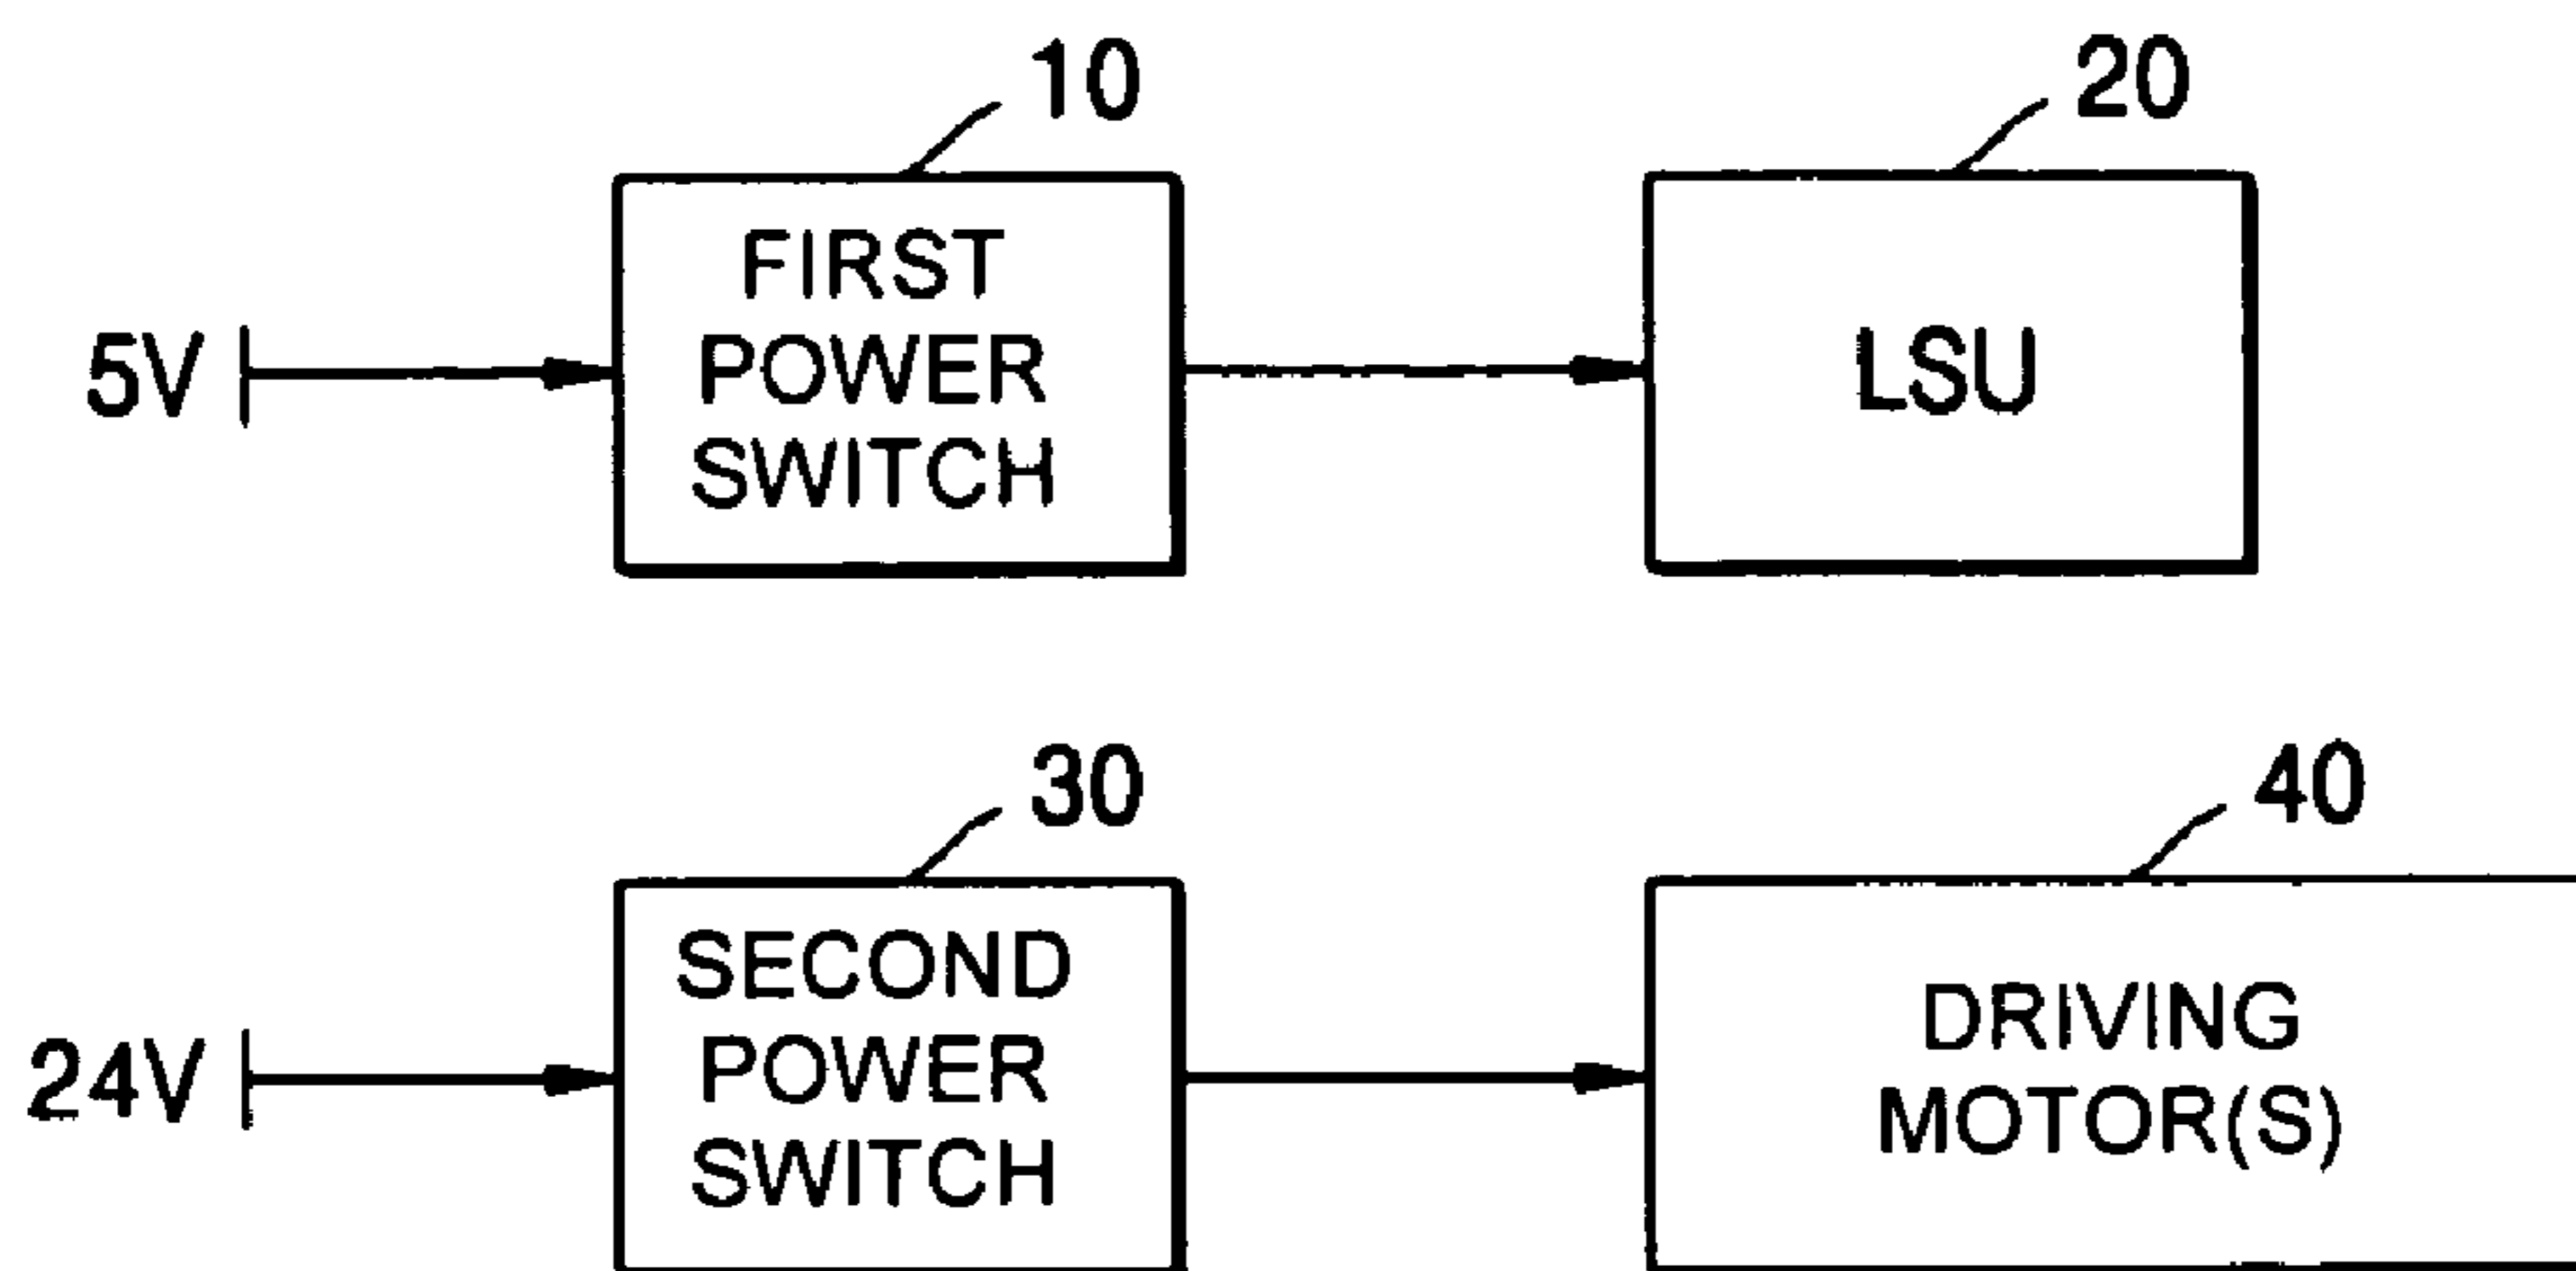 10
20
FIRST
POWER
SWITCH
5V
LSU
30
40
SECOND
POWER
SWITCH
24V
DRIVING
MOTOR(S)